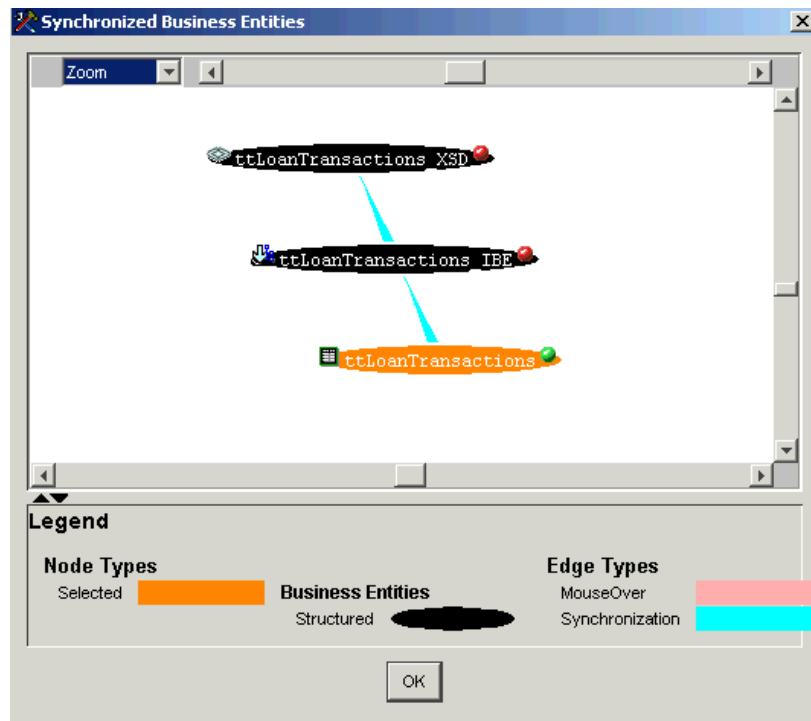 Synchronized Business Entities
Zoom
ttLoanTransactions XSD
ttLoanTransactions IBE
ttLoanTransactions
Legend
Node Types
Selected
Business Entities
Structured
Edge Types
MouseOver
Synchronization
OK